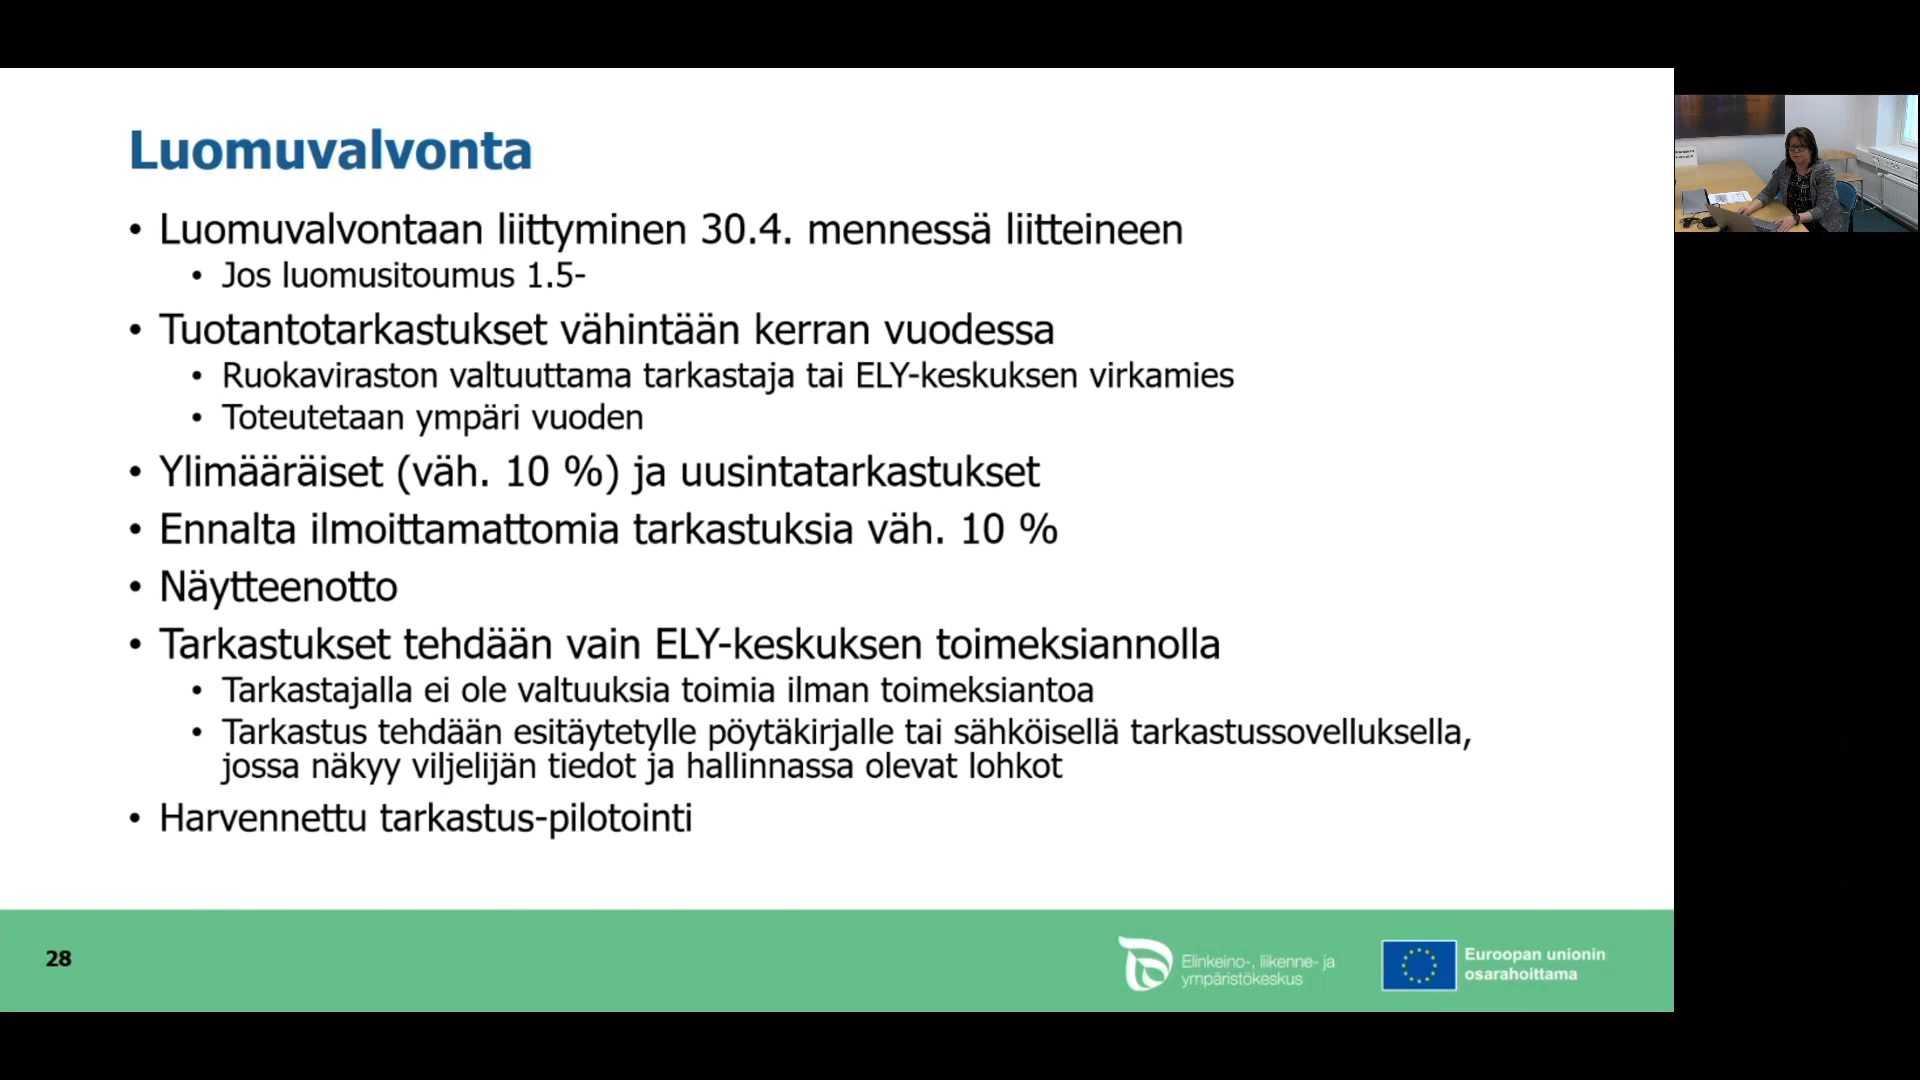 Luomuvalvonta
• Luomuvalvontaan liittyminen 30.4. mennessä liitteineen
• Jos luomusitoumus 1.5-
• Tuotantotarkastukset vähintään kerran vuodessa
• Ruokaviraston valtuuttama tarkastaja tai ELY-keskuksen virkamies
• Toteutetaan ympäri vuoden
• Ylimääräiset (väh. 10 %) ja uusintatarkastukset
• Ennalta ilmoittamattomia tarkastuksia väh. 10 %
• Näytteenotto
• Tarkastukset tehdään vain ELY-keskuksen toimeksiannolla
• Tarkastajalla ei ole valtuuksia toimia ilman toimeksiantoa
• Tarkastus tehdään esitäytetylle pöytäkirjalle tai sähköisellä tarkastussovelluksella,
jossa näkyy viljelijän tiedot ja hallinnassa olevat lohkot
• Harvennettu tarkastus-pilotointi
28
Elinkeino-, liikenne- ja
ympäristökeskus
Euroopan unionin
osarahoittama